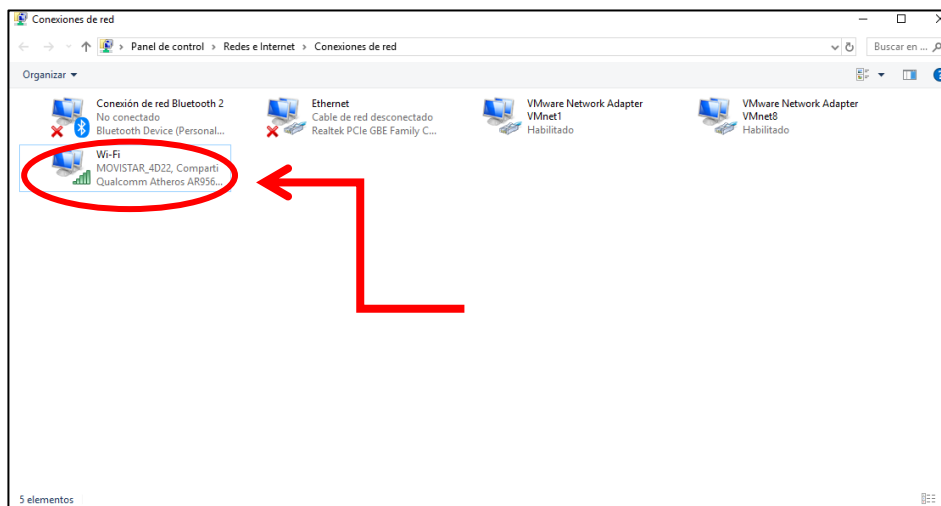 Conexiones de red
Panel de control > Redes e Internet > Conexiones de red
Buscar en ...
Organizar
Conexión de red Bluetooth 2
No conectado
Bluetooth Device (Personal...
Ethernet
Cable de red desconectado
Realtek PCIe GBE Family C...
VMware Network Adapter
VMnet1
Habilitado
VMware Network Adapter
VMnet8
Habilitado
Wi-Fi
MOVISTAR_4D22, Comparti
Qualcomm Atheros AR956...
5 elementos